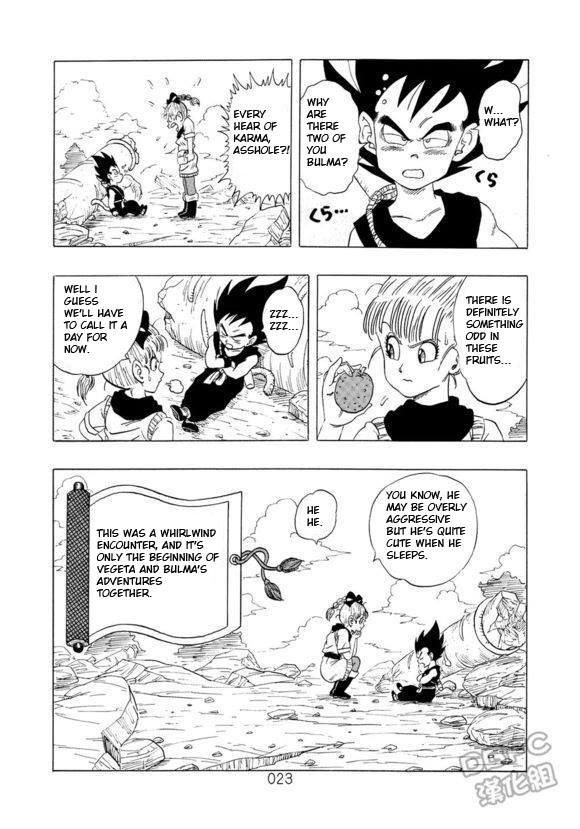 W...
WHAT?
WHY
ARE
THERE
TWO OF
YOU
BULMA?
くら
くら...
EVERY
HEAR OF
KARMA,
ASSHOLE?!
THERE IS
DEFINITELY
SOMETHING
ODD IN
THESE
FRUITS...
ZZZ...
ZZZ...
WELL I
GUESS
WE'LL HAVE
TO CALL IT A
DAY FOR
NOW.
YOU KNOW, HE
MAY BE OVERLY
AGGRESSIVE
BUT HE'S QUITE
CUTE WHEN HE
SLEEPS.
HE
HE.
THIS WAS A WHIRLWIND
ENCOUNTER, AND IT'S
ONLY THE BEGINNING OF
VEGETA AND BULMA'S
ADVENTURES
TOGETHER.
023
漢化組